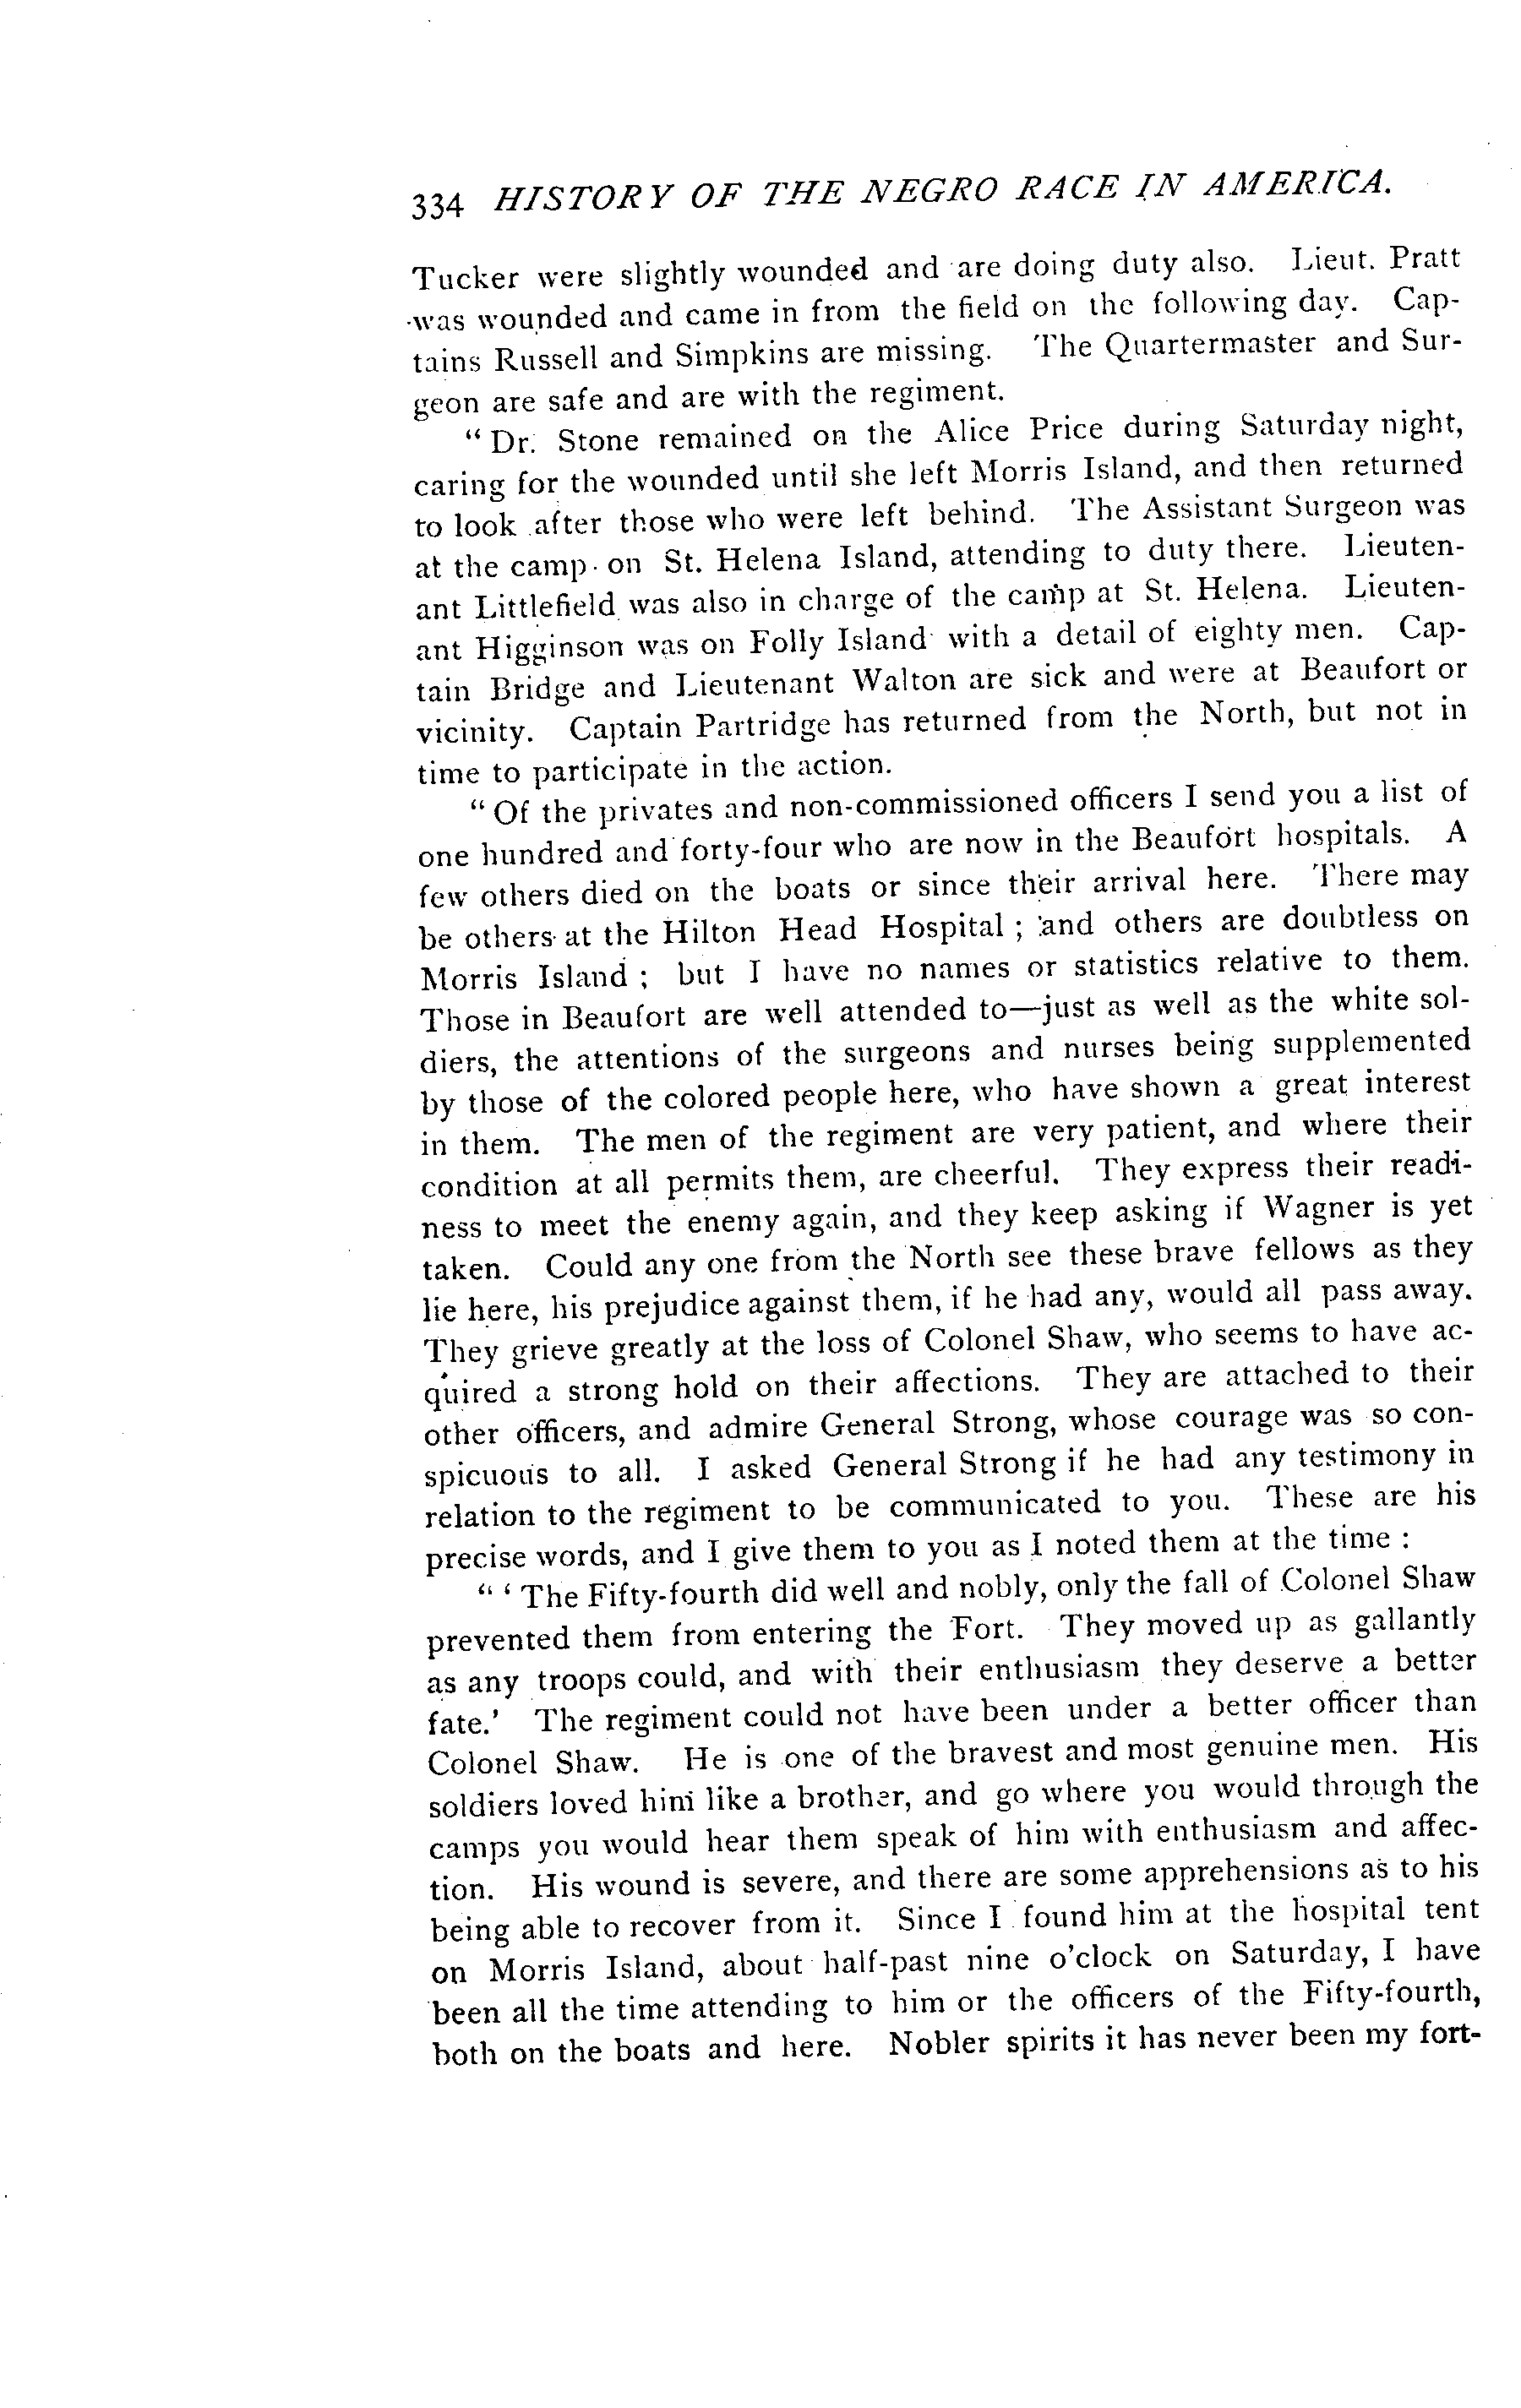 334 HISTORY OF THE NEGRO RACE IN AMERICA.
Tucker were slightly wounded and are doing duty also. Lieut. Pratt
was wounded and came in from the field on the following day. Cap-
tains Russell and Simpkins are missing. The Quartermaster and Sur-
geon are safe and are with the regiment.
"Dr. Stone remained on the Alice Price during Saturday night,
caring for the wounded until she left Morris Island, and then returned
to look after those who were left behind. The Assistant Surgeon was
at the camp on St. Helena Island, attending to duty there. Lieuten-
ant Littlefield was also in charge of the camp at St. Helena. Lieuten-
ant Higginson was on Folly Island with a detail of eighty men. Cap-
tain Bridge and Lieutenant Walton are sick and were at Beaufort or
vicinity. Captain Partridge has returned from the North, but not in
time to participate in the action.
"Of the privates and non-commissioned officers I send you a list of
one hundred and forty-four who are now in the Beaufort hospitals. A
few others died on the boats or since their arrival here. There may
be others at the Hilton Head Hospital ; and others are doubtless on
Morris Island ; but I have no names or statistics relative to them.
Those in Beaufort are well attended to—just as well as the white sol-
diers, the attentions of the surgeons and nurses being supplemented
by those of the colored people here, who have shown a great interest
in them. The men of the regiment are very patient, and where their
condition at all permits them, are cheerful. They express their readi-
ness to meet the enemy again, and they keep asking if Wagner is yet
taken. Could any one from the North see these brave fellows as they
lie here, his prejudice against them, if he had any, would all pass away.
They grieve greatly at the loss of Colonel Shaw, who seems to have ac-
quired a strong hold on their affections. They are attached to their
other officers, and admire General Strong, whose courage was so con-
spicuous to all. I asked General Strong if he had any testimony in
relation to the regiment to be communicated to you. These are his
precise words, and I give them to you as I noted them at the time :
"'The Fifty-fourth did well and nobly, only the fall of Colonel Shaw
prevented them from entering the Fort. They moved up as gallantly
as any troops could, and with their enthusiasm they deserve a better
fate.' The regiment could not have been under a better officer than
Colonel Shaw. He is one of the bravest and most genuine men. His
soldiers loved him like a brother, and go where you would through the
camps you would hear them speak of him with enthusiasm and affec-
tion. His wound is severe, and there are some apprehensions as to his
being able to recover from it. Since I found him at the hospital tent
on Morris Island, about half-past nine o'clock on Saturday, I have
been all the time attending to him or the officers of the Fifty-fourth,
both on the boats and here. Nobler spirits it has never been my fort-